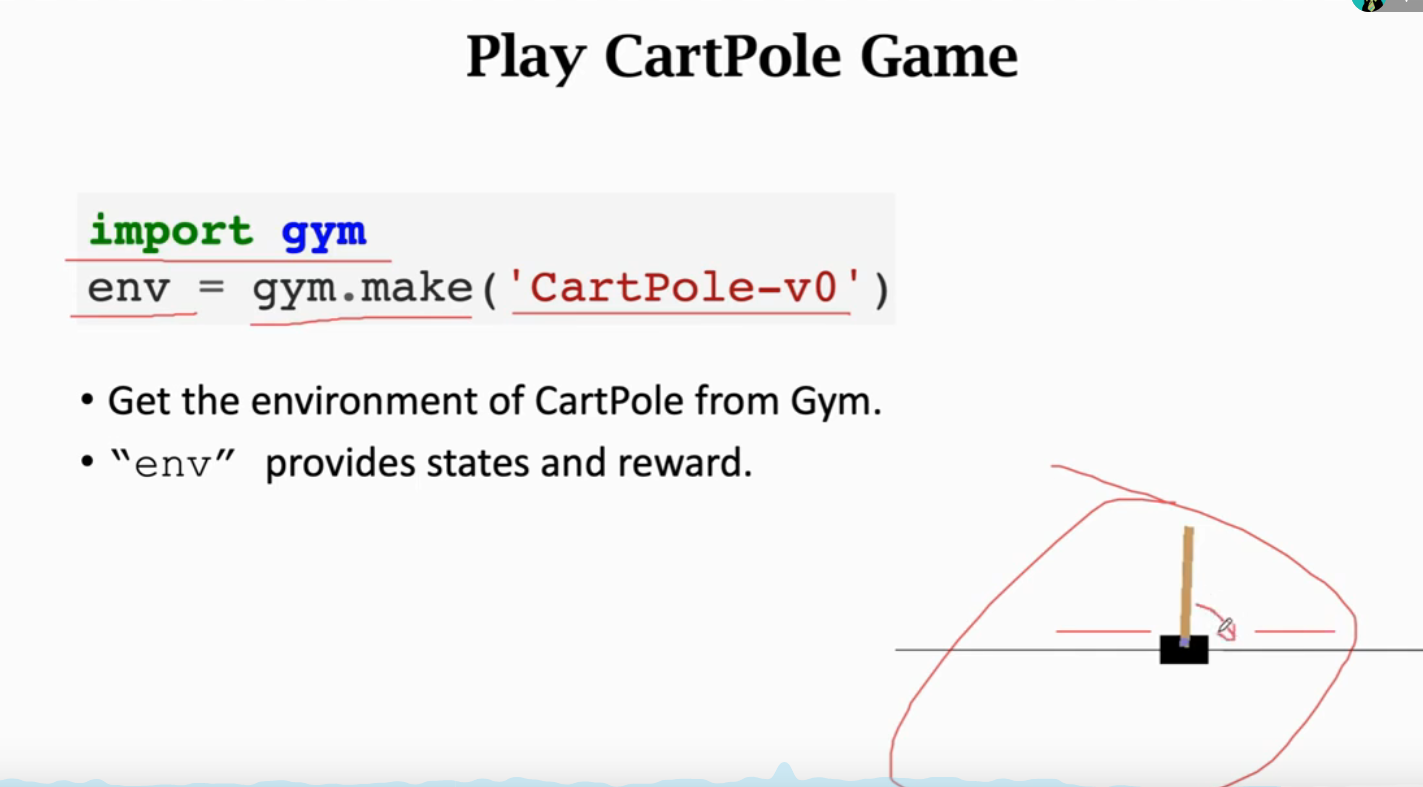 Play CartPole Game
import gym
env = gym.make('CartPole-v0')
• Get the environment of CartPole from Gym.
• “env” provides states and reward.